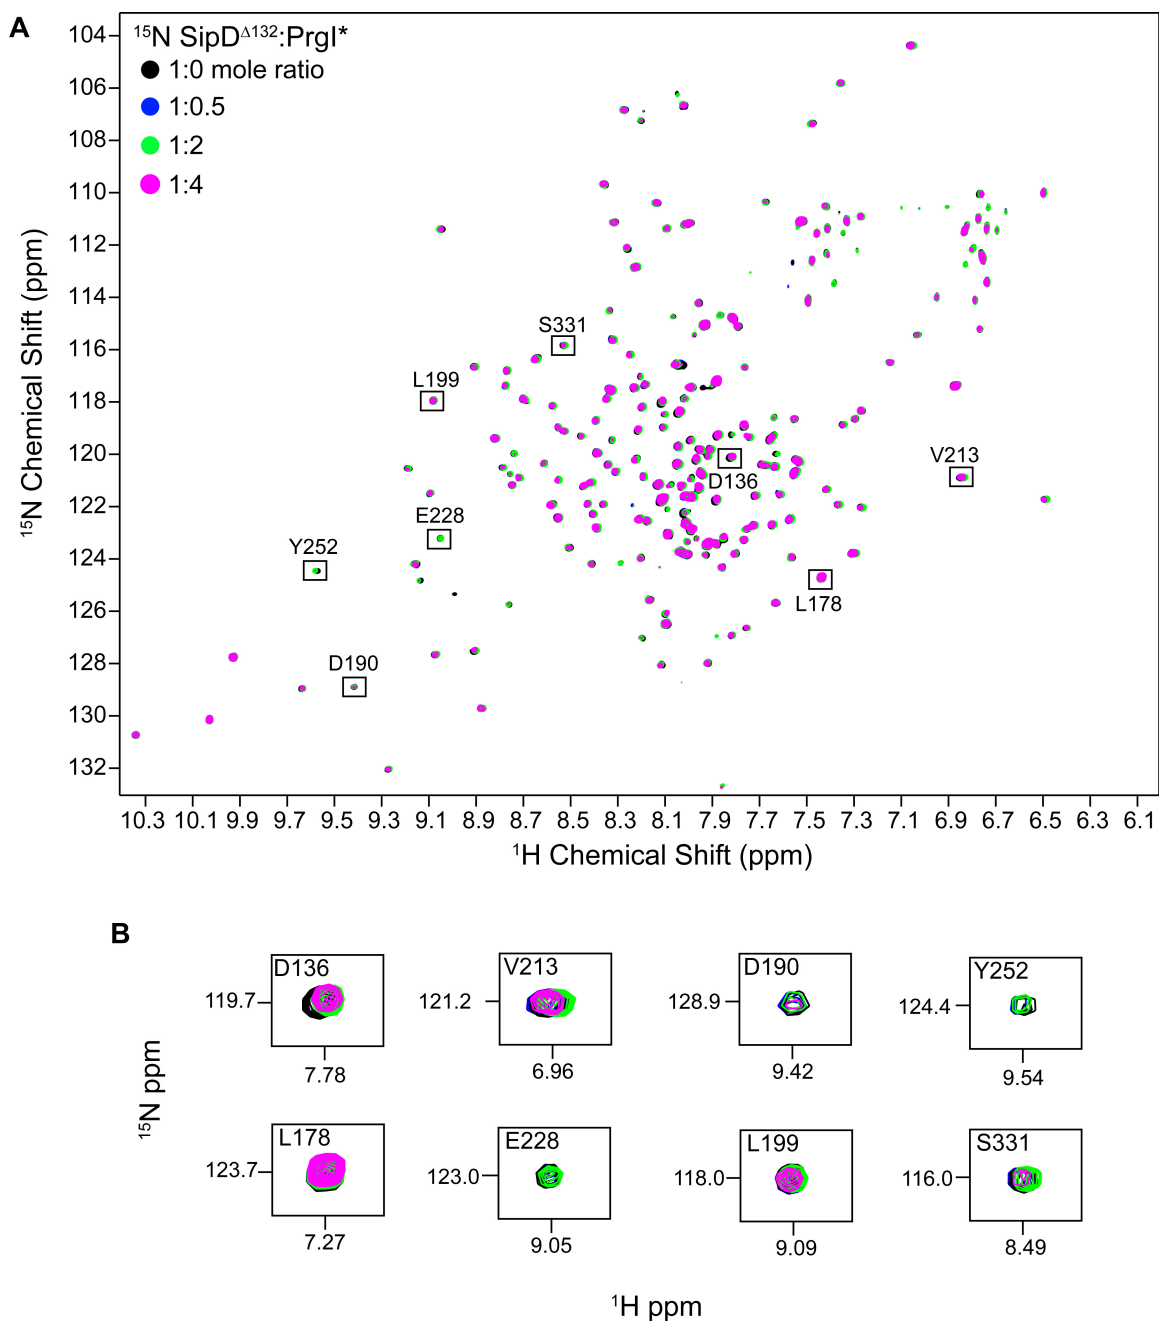 A
¹⁵N SipD^Δ132:PrgI*
1:0 mole ratio
1:0.5
1:2
1:4
104
106
108
110
112
114
116
118
120
122
124
126
128
130
132
¹⁵N Chemical Shift (ppm)
S331
L199
D136
V213
E228
Y252
L178
D190
10.3 10.1 9.9 9.7 9.5 9.3 9.1 8.9 8.7 8.5 8.3 8.1 7.9 7.7 7.5 7.3 7.1 6.9 6.7 6.5 6.3 6.1
¹H Chemical Shift (ppm)
B
D136 V213 D190 Y252
119.7 121.2 128.9 124.4
7.78 6.96 9.42 9.54
¹⁵N ppm
L178 E228 L199 S331
123.7 123.0 118.0 116.0
7.27 9.05 9.09 8.49
¹H ppm